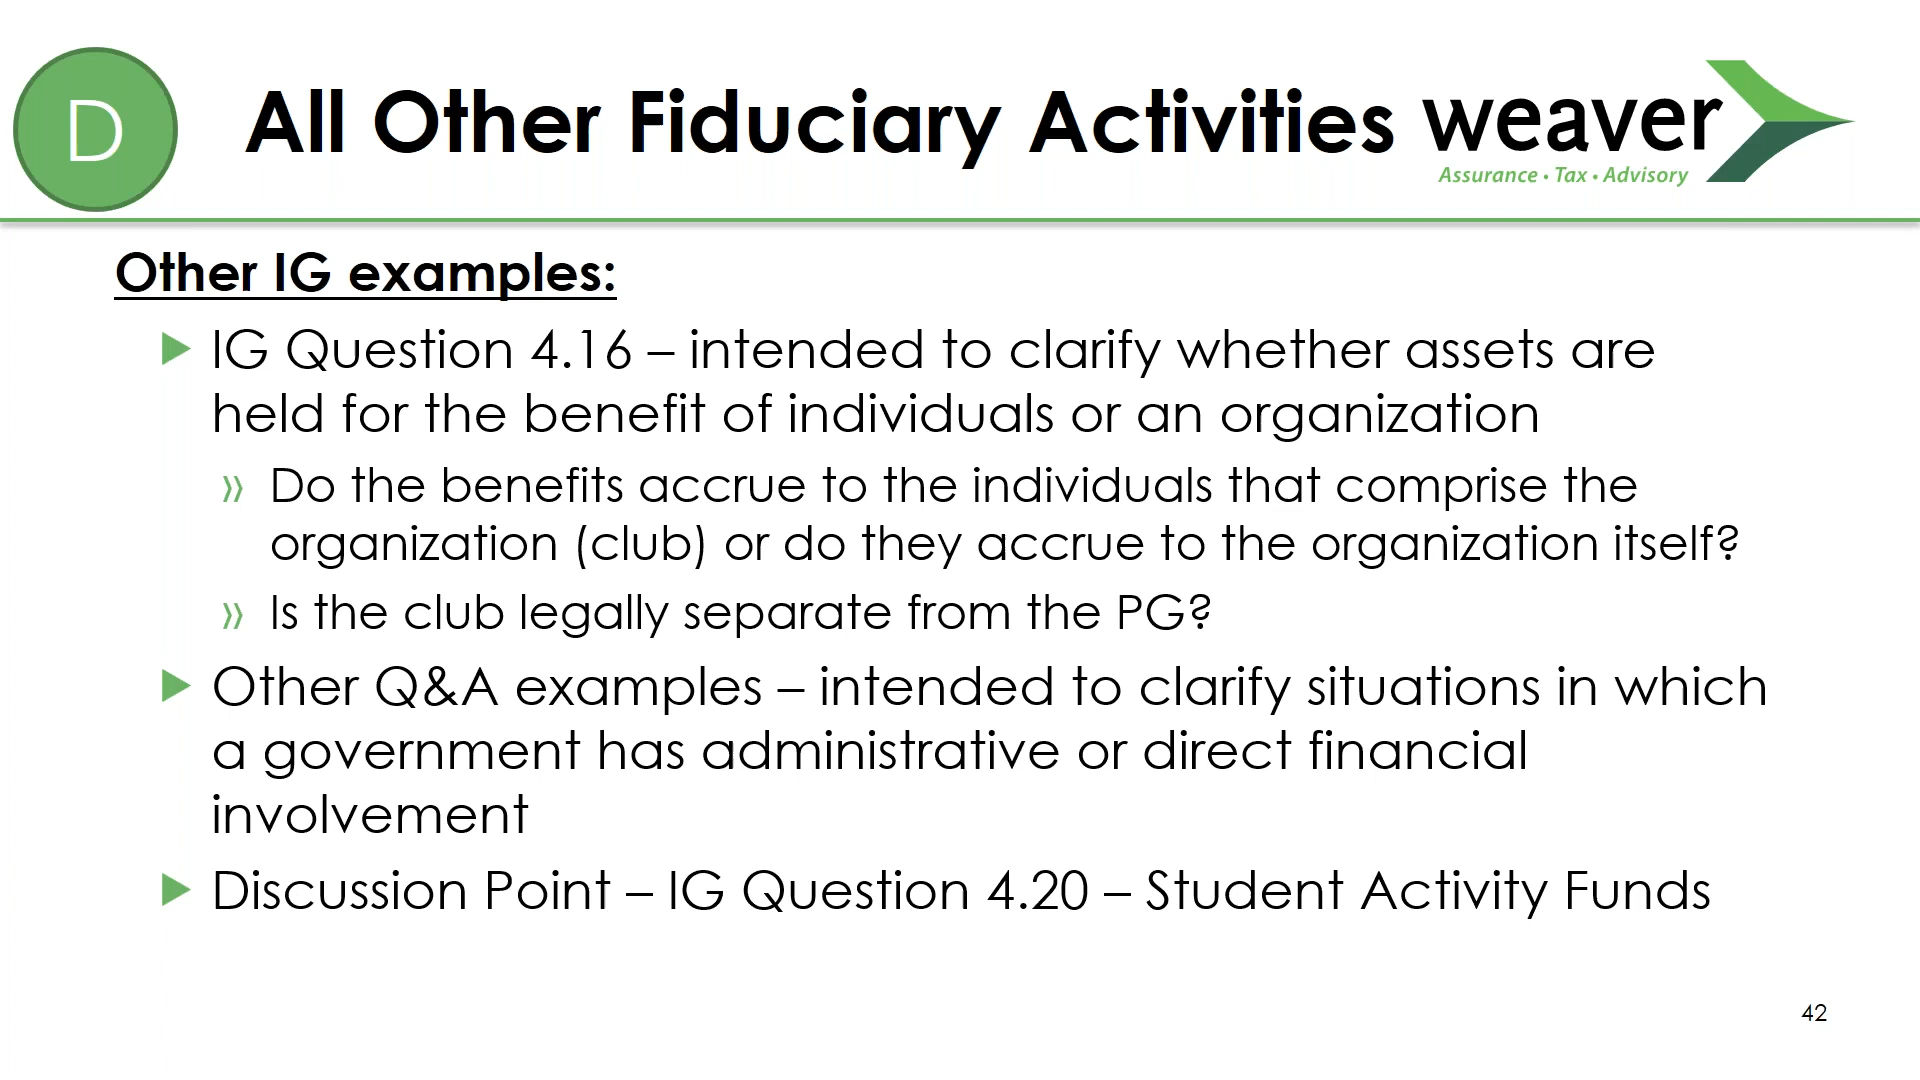 D
All Other Fiduciary Activities
weaver
Assurance • Tax • Advisory
Other IG examples:
IG Question 4.16 – intended to clarify whether assets are
held for the benefit of individuals or an organization
» Do the benefits accrue to the individuals that comprise the
organization (club) or do they accrue to the organization itself?
» Is the club legally separate from the PG?
Other Q&A examples – intended to clarify situations in which
a government has administrative or direct financial
involvement
Discussion Point – IG Question 4.20 – Student Activity Funds
42